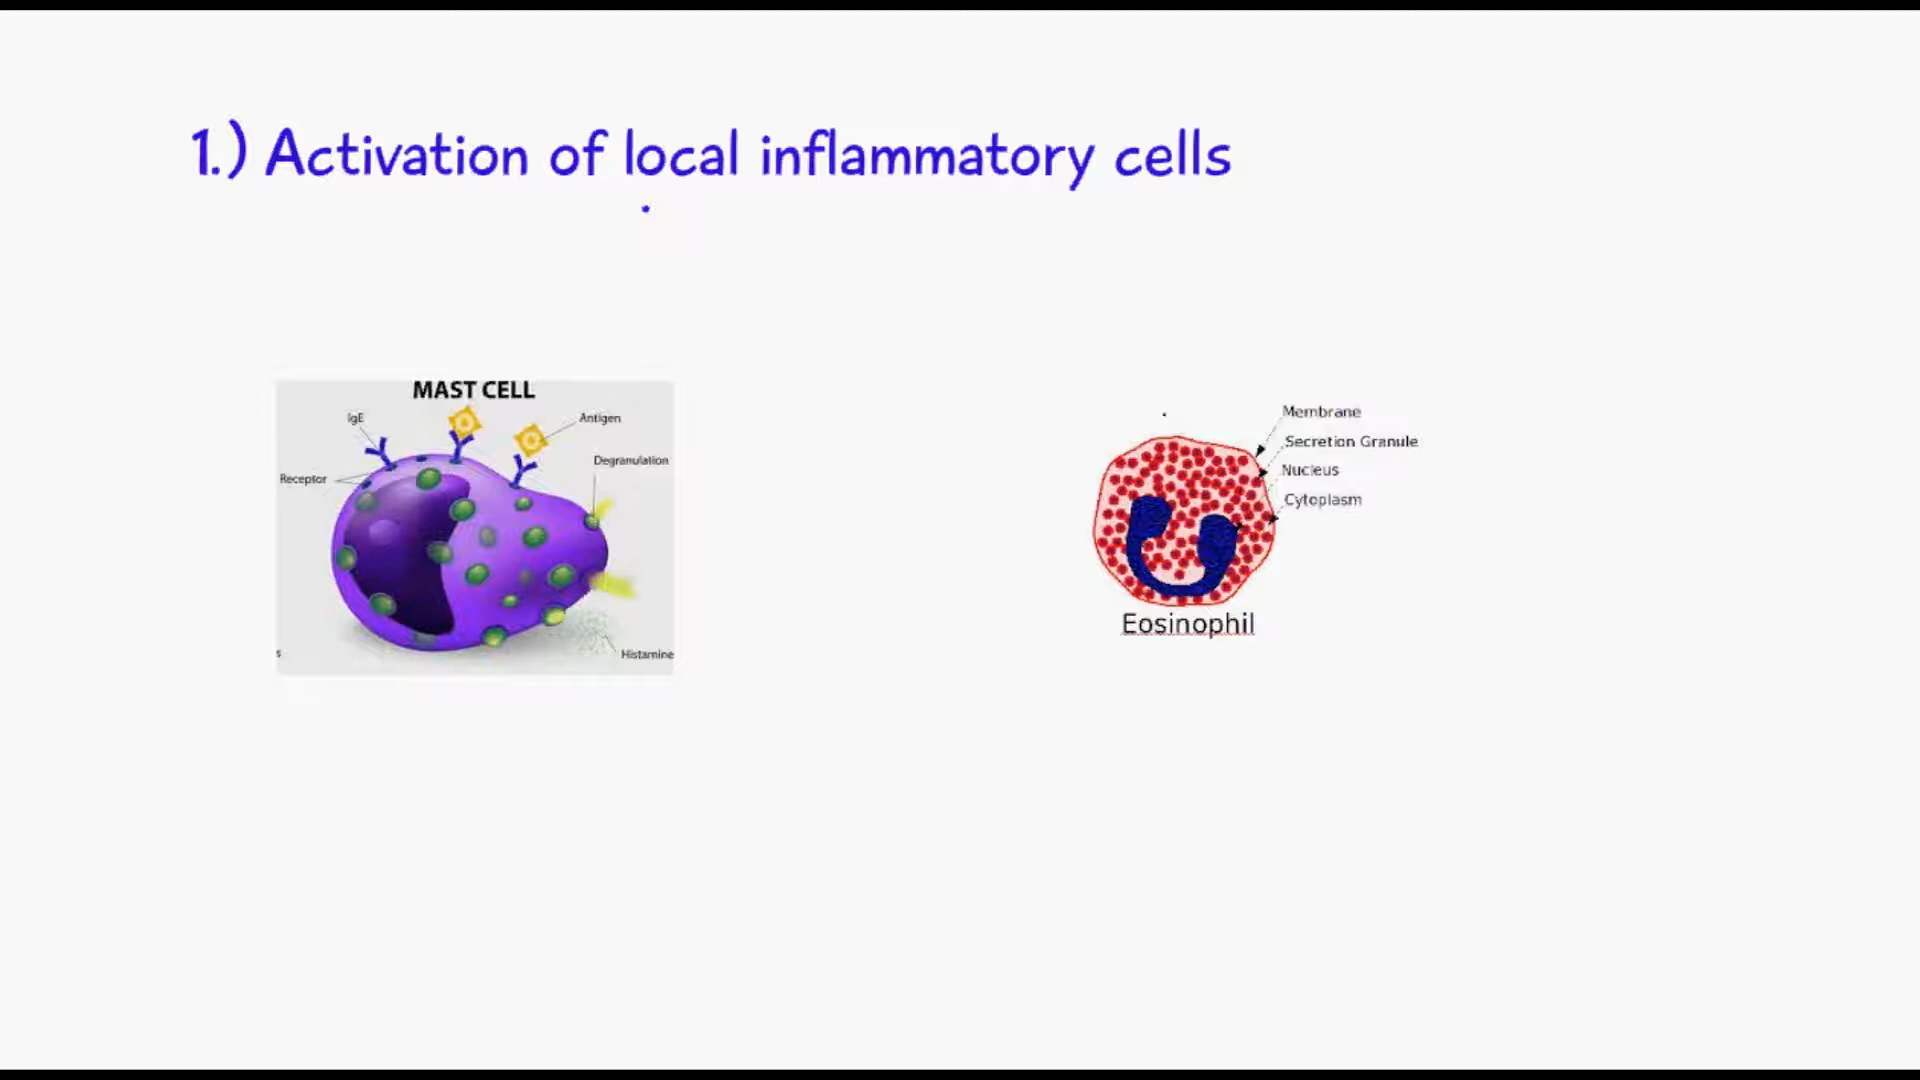 1.) Activation of local inflammatory cells
MAST CELL
IgE
Antigen
Degranulation
Receptor
s
Histamine
Membrane
Secretion Granule
Nucleus
Cytoplasm
Eosinophil